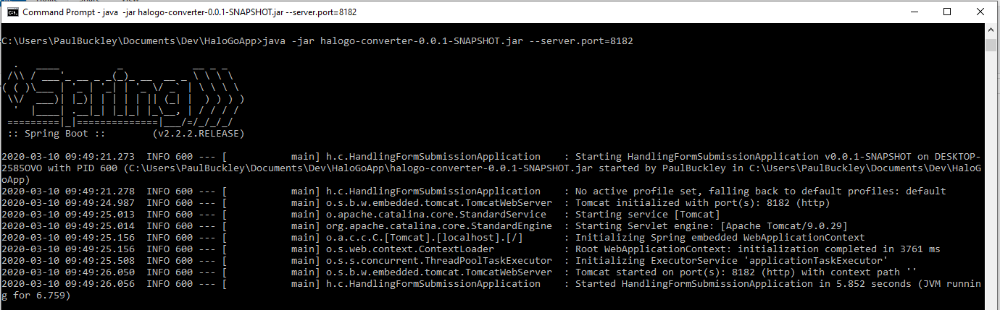 Command Prompt - java  -jar halogo-converter-0.0.1-SNAPSHOT.jar --server.port=8182
C:\Users\PaulBuckley\Documents\Dev\HaloGoApp>java -jar halogo-converter-0.0.1-SNAPSHOT.jar --server.port=8182
  .   ____          _            __ _ _
 /\\ / ___'_ __ _ _(_)_ __  __ _ \ \ \ \
( ( )\___ | '_ | '_| | '_ \/ _` | \ \ \ \
 \\/  ___)| |_)| | | | | || (_| |  ) ) ) )
  '  |____| .__|_| |_|_| |_\__, | / / / /
 =========|_|==============|___/=/_/_/_/
 :: Spring Boot ::        (v2.2.2.RELEASE)
2020-03-10 09:49:21.273  INFO 600 --- [           main] h.c.HandlingFormSubmissionApplication    : Starting HandlingFormSubmissionApplication v0.0.1-SNAPSHOT on DESKTOP-
2585OVO with PID 600 (C:\Users\PaulBuckley\Documents\Dev\HaloGoApp\halogo-converter-0.0.1-SNAPSHOT.jar started by PaulBuckley in C:\Users\PaulBuckley\Documents\Dev\HaloG
oApp)
2020-03-10 09:49:21.278  INFO 600 --- [           main] h.c.HandlingFormSubmissionApplication    : No active profile set, falling back to default profiles: default
2020-03-10 09:49:24.987  INFO 600 --- [           main] o.s.b.w.embedded.tomcat.TomcatWebServer  : Tomcat initialized with port(s): 8182 (http)
2020-03-10 09:49:25.013  INFO 600 --- [           main] o.apache.catalina.core.StandardService   : Starting service [Tomcat]
2020-03-10 09:49:25.014  INFO 600 --- [           main] org.apache.catalina.core.StandardEngine  : Starting Servlet engine: [Apache Tomcat/9.0.29]
2020-03-10 09:49:25.156  INFO 600 --- [           main] o.a.c.c.C.[Tomcat].[localhost].[/]       : Initializing Spring embedded WebApplicationContext
2020-03-10 09:49:25.156  INFO 600 --- [           main] o.s.web.context.ContextLoader            : Root WebApplicationContext: initialization completed in 3761 ms
2020-03-10 09:49:25.508  INFO 600 --- [           main] o.s.s.concurrent.ThreadPoolTaskExecutor  : Initializing ExecutorService 'applicationTaskExecutor'
2020-03-10 09:49:26.050  INFO 600 --- [           main] o.s.b.w.embedded.tomcat.TomcatWebServer  : Tomcat started on port(s): 8182 (http) with context path ''
2020-03-10 09:49:26.056  INFO 600 --- [           main] h.c.HandlingFormSubmissionApplication    : Started HandlingFormSubmissionApplication in 5.852 seconds (JVM runnin
g for 6.759)